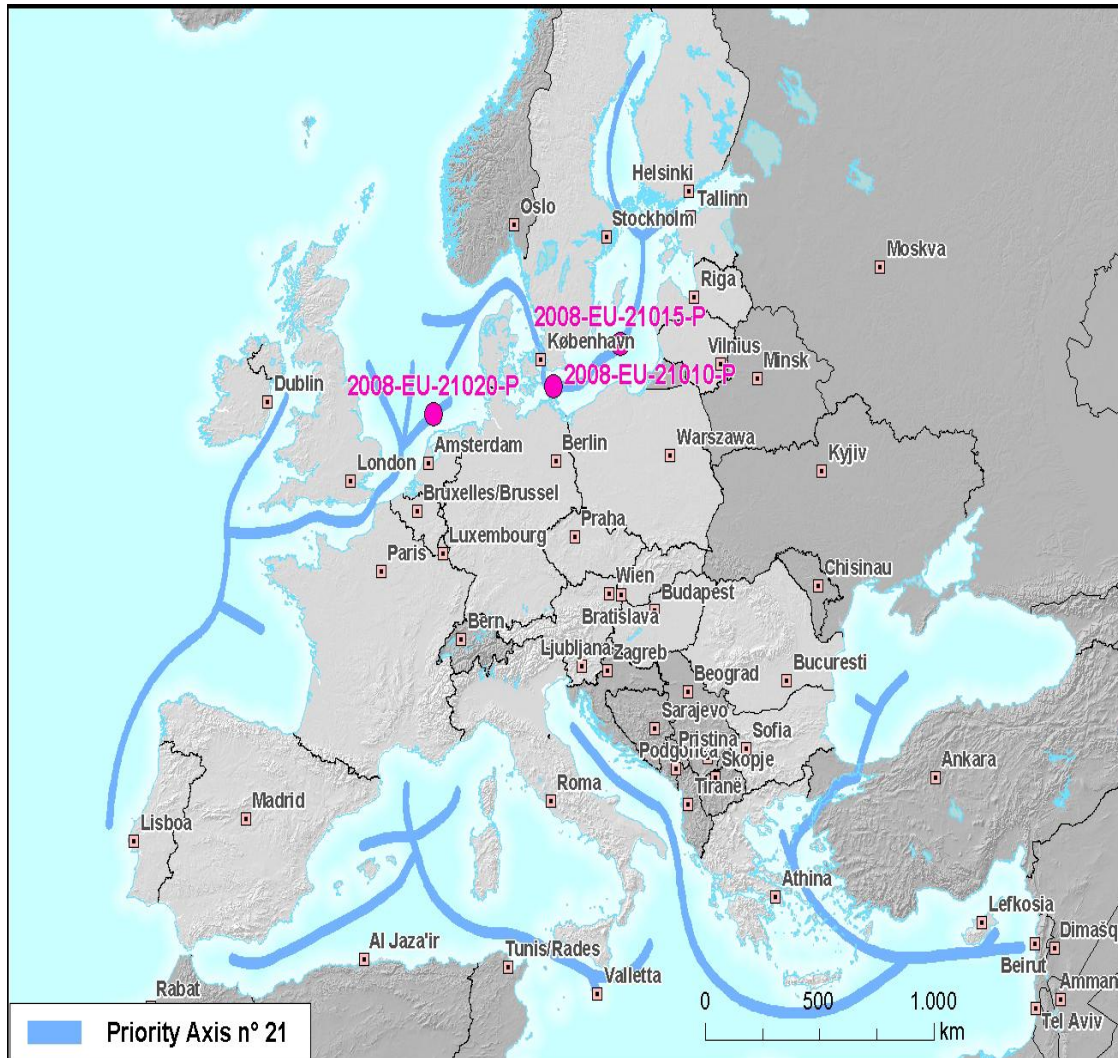 Helsinki
Tallinn
Oslo
Stockholm
Moskva
Riga
2008-EU-21015-P
København
Vilnius
Minsk
2008-EU-21020-P
2008-EU-21010-P
Dublin
Amsterdam
Berlin
Warszawa
London
Kyjiv
Bruxelles/Brussel
Praha
Luxembourg
Paris
Chisinau
Wien
Budapest
Bratislava
Bern
Ljubljana
Zagreb
Beograd
Bucuresti
Sarajevo
Pristina
Sofia
Podgorica
Skopje
Ankara
Roma
Tiranë
Madrid
Lisboa
Athina
Lefkosia
Al Jaza'ir
Tunis/Rades
Dimašq
Beirut
Valletta
Rabat
Amman
0 500 1.000
km
Tel Aviv
Priority Axis nº 21